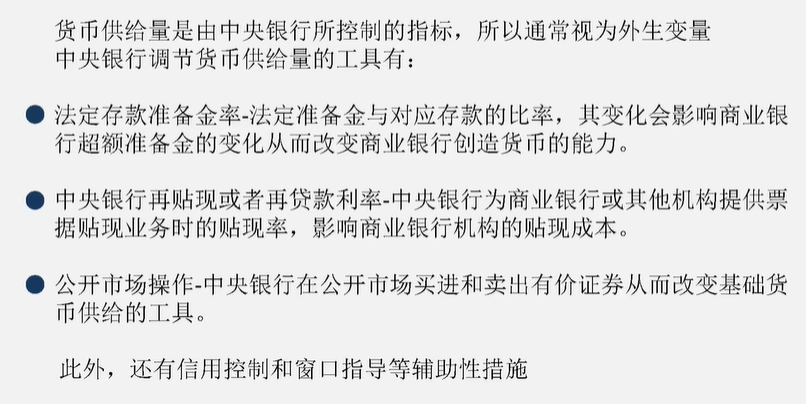 货币供给量是由中央银行所控制的指标，所以通常视为外生变量
中央银行调节货币供给量的工具有：
法定存款准备金率-法定准备金与对应存款的比率，其变化会影响商业银
行超额准备金的变化从而改变商业银行创造货币的能力。
中央银行再贴现或者再贷款利率-中央银行为商业银行或其他机构提供票
据贴现业务时的贴现率，影响商业银行机构的贴现成本。
公开市场操作-中央银行在公开市场买进和卖出有价证券从而改变基础货
币供给的工具。
此外，还有信用控制和窗口指导等辅助性措施